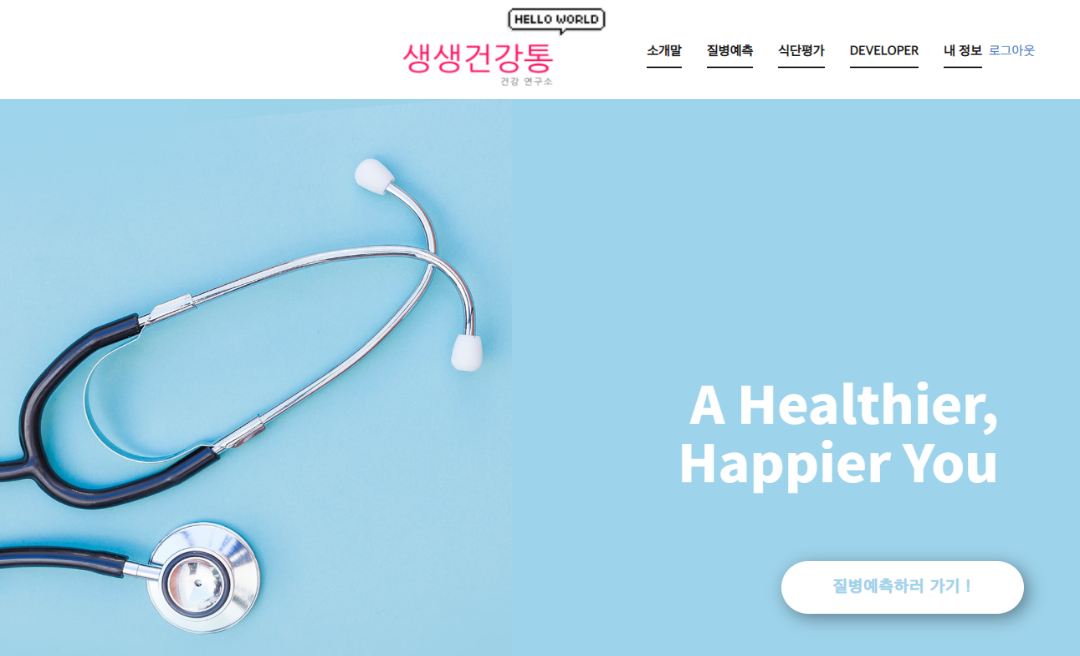 HELLO WORLD
생생건강통
건강 연구소
소개말 질병예측 식단평가 DEVELOPER 내 정보 로그아웃
A Healthier,
Happier You
질병예측하러 가기 !